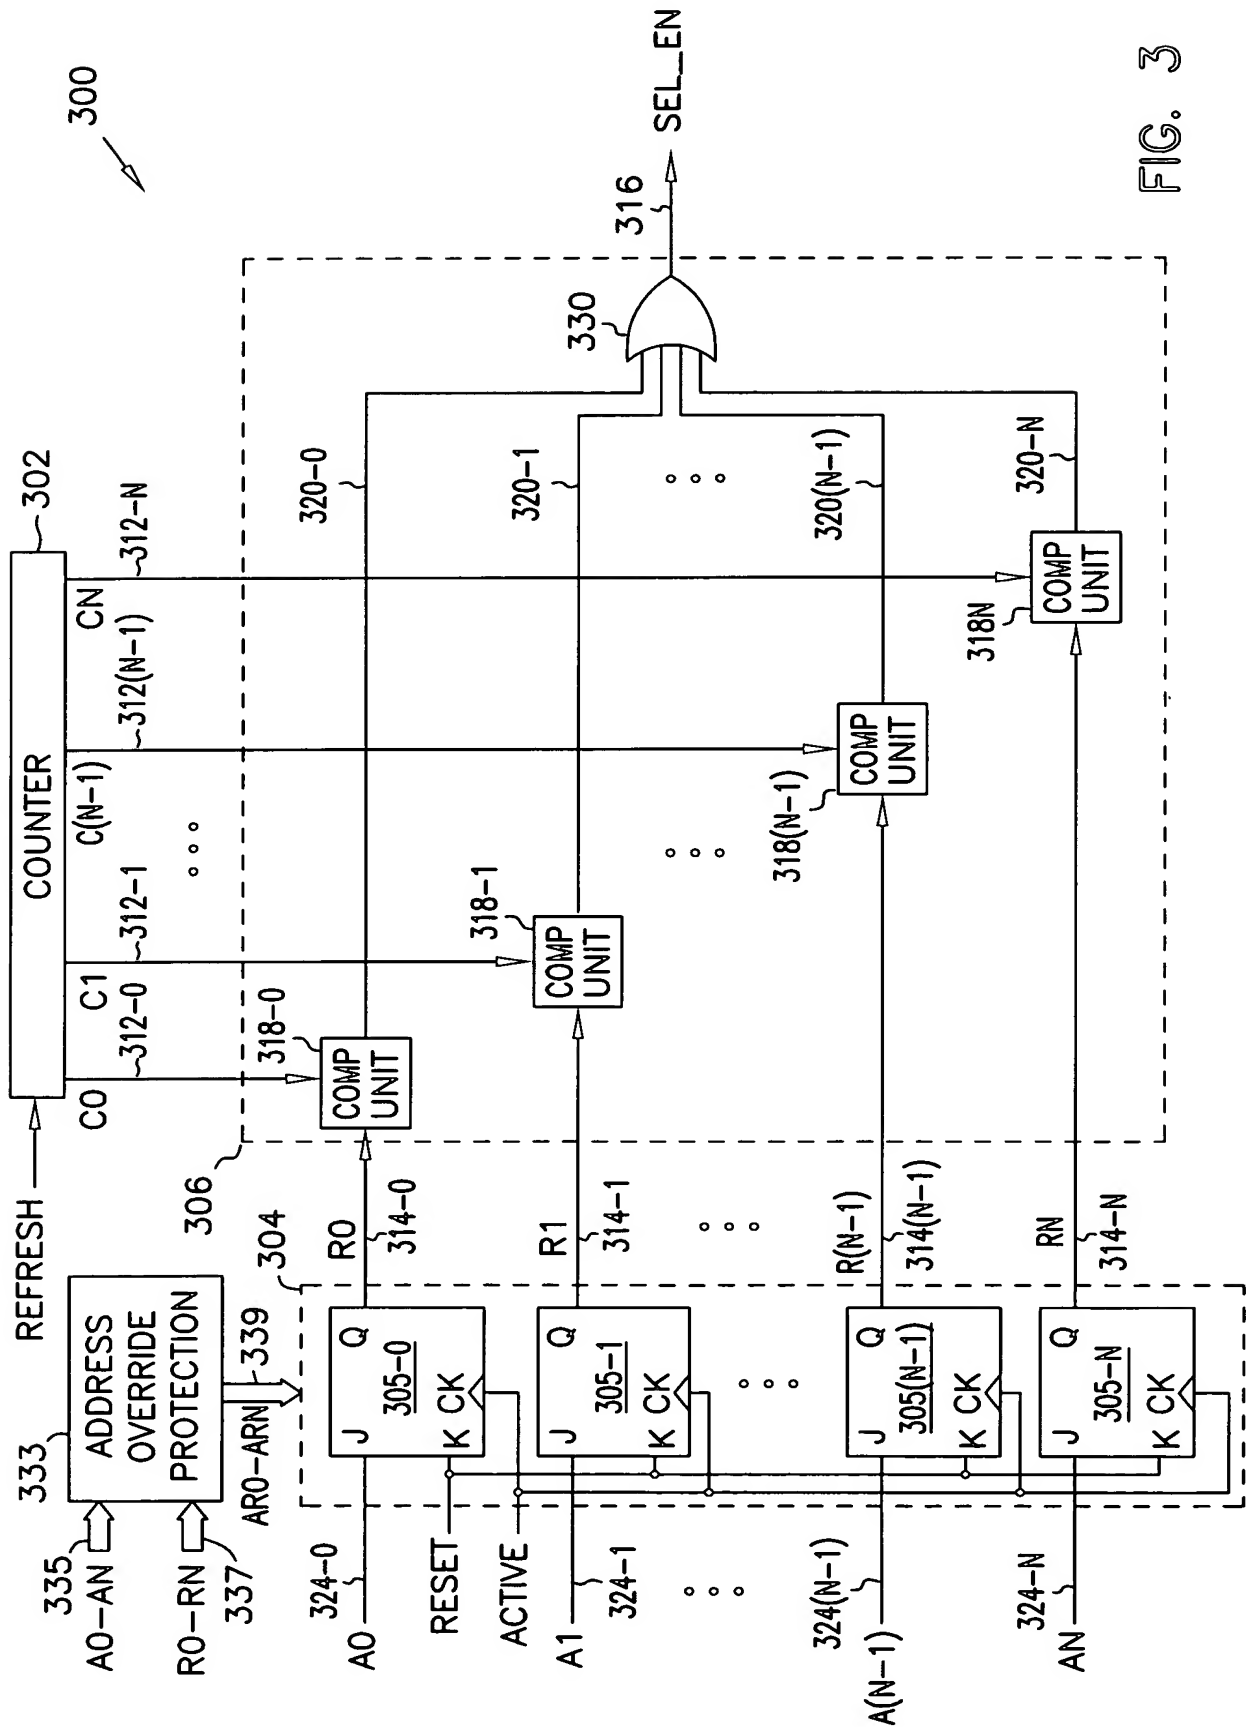 300
REFRESH
COUNTER
302
C0
312-0
C1
312-1
C(N-1)
312(N-1)
CN
312-N
A0-AN
335
R0-RN
337
333
ADDRESS
OVERRIDE
PROTECTION
AR0-ARN
339
304
306
A0
324-0
J
Q
305-0
K
CK
R0
314-0
COMP
UNIT
318-0
320-0
RESET
ACTIVE
A1
324-1
J
Q
305-1
K
CK
R1
314-1
COMP
UNIT
318-1
320-1
330
316
SEL_EN
A(N-1)
324(N-1)
J
Q
305(N-1)
K
CK
R(N-1)
314(N-1)
COMP
UNIT
318(N-1)
320(N-1)
AN
324-N
J
Q
305-N
K
CK
RN
314-N
COMP
UNIT
318N
320-N
FIG. 3